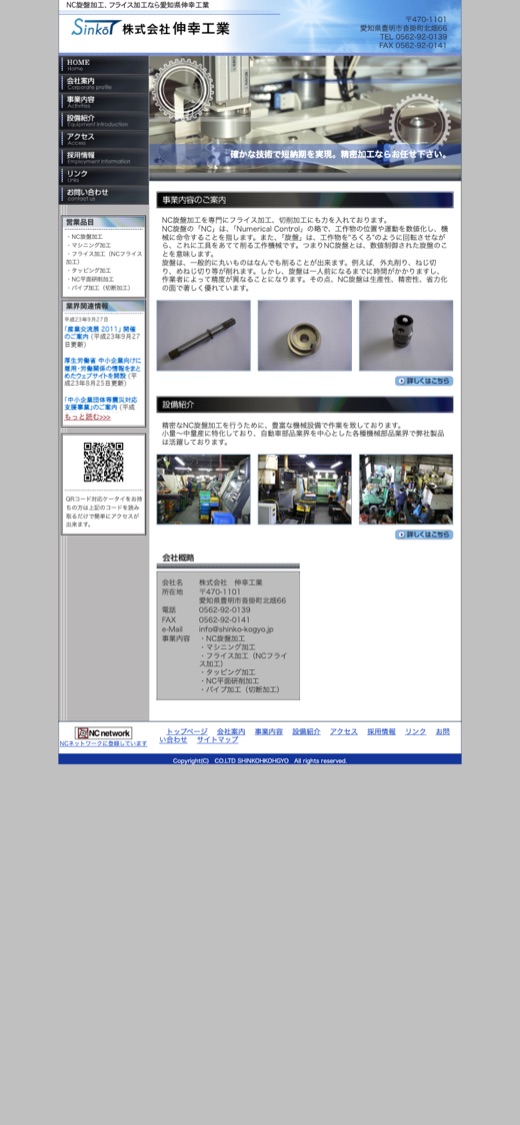 NC旋盤加工、フライス加工なら愛知県伸幸工業
Sinko 株式会社 伸幸工業
〒470-1101
愛知県豊明市沓掛町北畑66
TEL 0562-92-0139
FAX 0562-92-0141
HOME
Home
会社案内
Corporate profile
事業内容
Activities
設備紹介
Equipment introduction
アクセス
Access
採用情報
Employment information
リンク
Links
お問い合わせ
contact us
確かな技術で短納期を実現。精密加工ならお任せ下さい。
営業品目
・NC旋盤加工
・マシニング加工
・フライス加工（NCフライス
加工）
・タッピング加工
・NC平面研削加工
・パイプ加工（切断加工）
業界関連情報
平成23年9月27日
「産業交流展 2011」開催
のご案内 (平成23年9月27
日更新)
厚生労働省 中小企業向けに
雇用・労働関係の情報をまと
めたウェブサイトを開設 (平
成23年8月25日更新)
「中小企業団体等震災対応
支援事業」のご案内 (平成
もっと読む>>>
QRコード対応ケータイをお持
ちの方は上記のコードを読み
取るだけで簡単にアクセスが
出来ます。
事業内容のご案内
NC旋盤加工を専門にフライス加工、切削加工にも力を入れております。
NC旋盤の「NC」は、「Numerical Control」の略で、工作物の位置や運動を数値化し、機
械に命令することを指します。また、「旋盤」は、工作物を"ろくろ"のように回転させなが
ら、これに工具をあてて削る工作機械です。つまりNC旋盤とは、数値制御された旋盤のこ
とを意味します。
旋盤は、一般的に丸いものはなんでも削ることが出来ます。例えば、外丸削り、ねじ切
り、めねじ切り等が削れます。しかし、旋盤は一人前になるまでに時間がかかりますし、
作業者によって精度が異なることになります。その点、NC旋盤は生産性、精密性、省力化
の面で著しく優れています。
詳しくはこちら
設備紹介
精密なNC旋盤加工を行うために、豊富な機械設備で作業を致しております。
小量～中量産に特化しており、自動車部品業界を中心とした各種機械部品業界で弊社製品
は活躍しております。
詳しくはこちら
会社概略
会社名 株式会社 伸幸工業
所在地 〒470-1101
愛知県豊明市沓掛町北畑66
電話 0562-92-0139
FAX 0562-92-0141
e-Mail info@shinko-kogyo.jp
事業内容 ・NC旋盤加工
・マシニング加工
・フライス加工（NCフライ
ス加工）
・タッピング加工
・NC平面研削加工
・パイプ加工（切断加工）
NC network
NCネットワークに登録しています
トップページ 会社案内 事業内容 設備紹介 アクセス 採用情報 リンク お問
い合わせ サイトマップ
Copyright(C) CO.LTD SHINKOHKOHGYO All rights reserved.